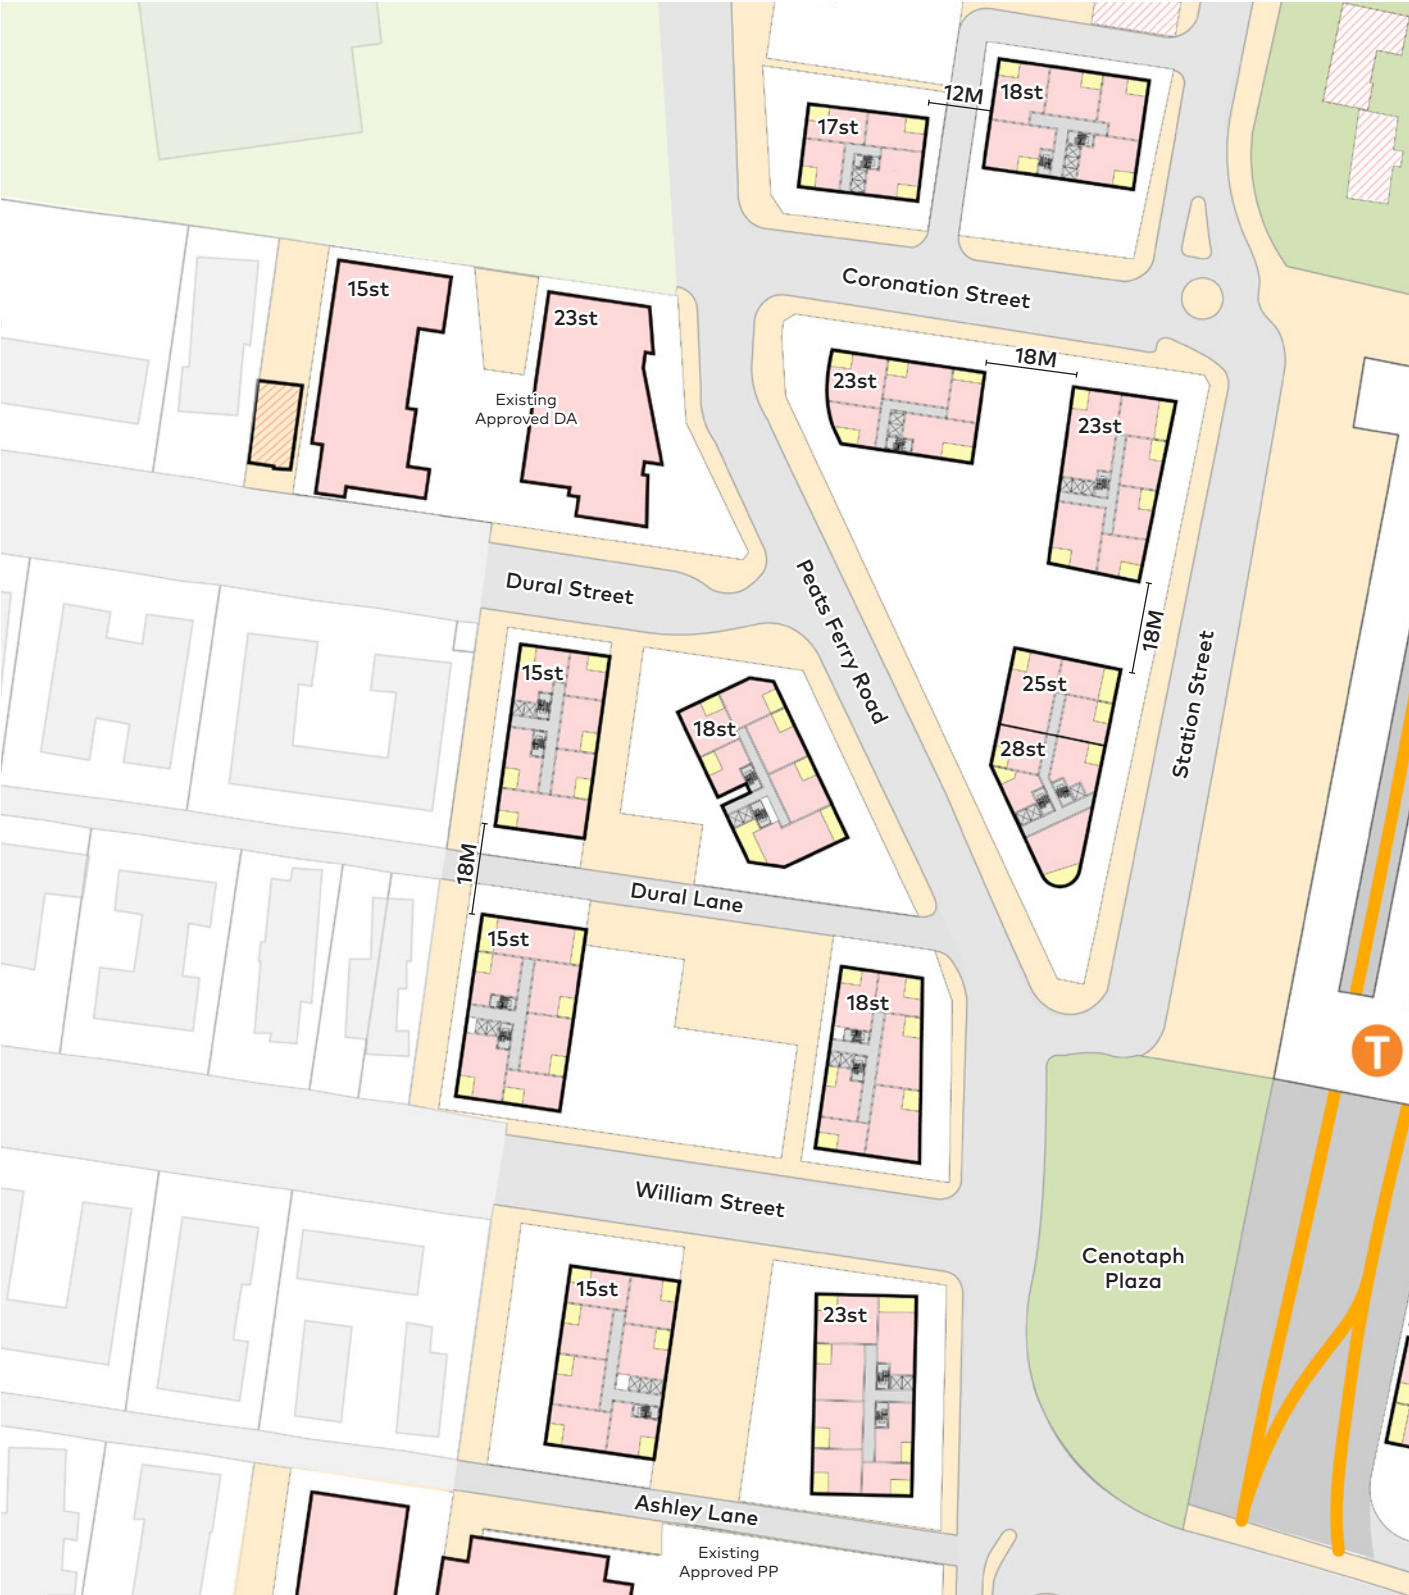 12M
18st
17st
Coronation Street
15st
23st
18M
23st
23st
Existing
Approved DA
Dural Street
Peats Ferry Road
18M
Station Street
15st
18st
25st
28st
18M
Dural Lane
15st
18st
T
William Street
Cenotaph
Plaza
15st
23st
Ashley Lane
Existing
Approved PP